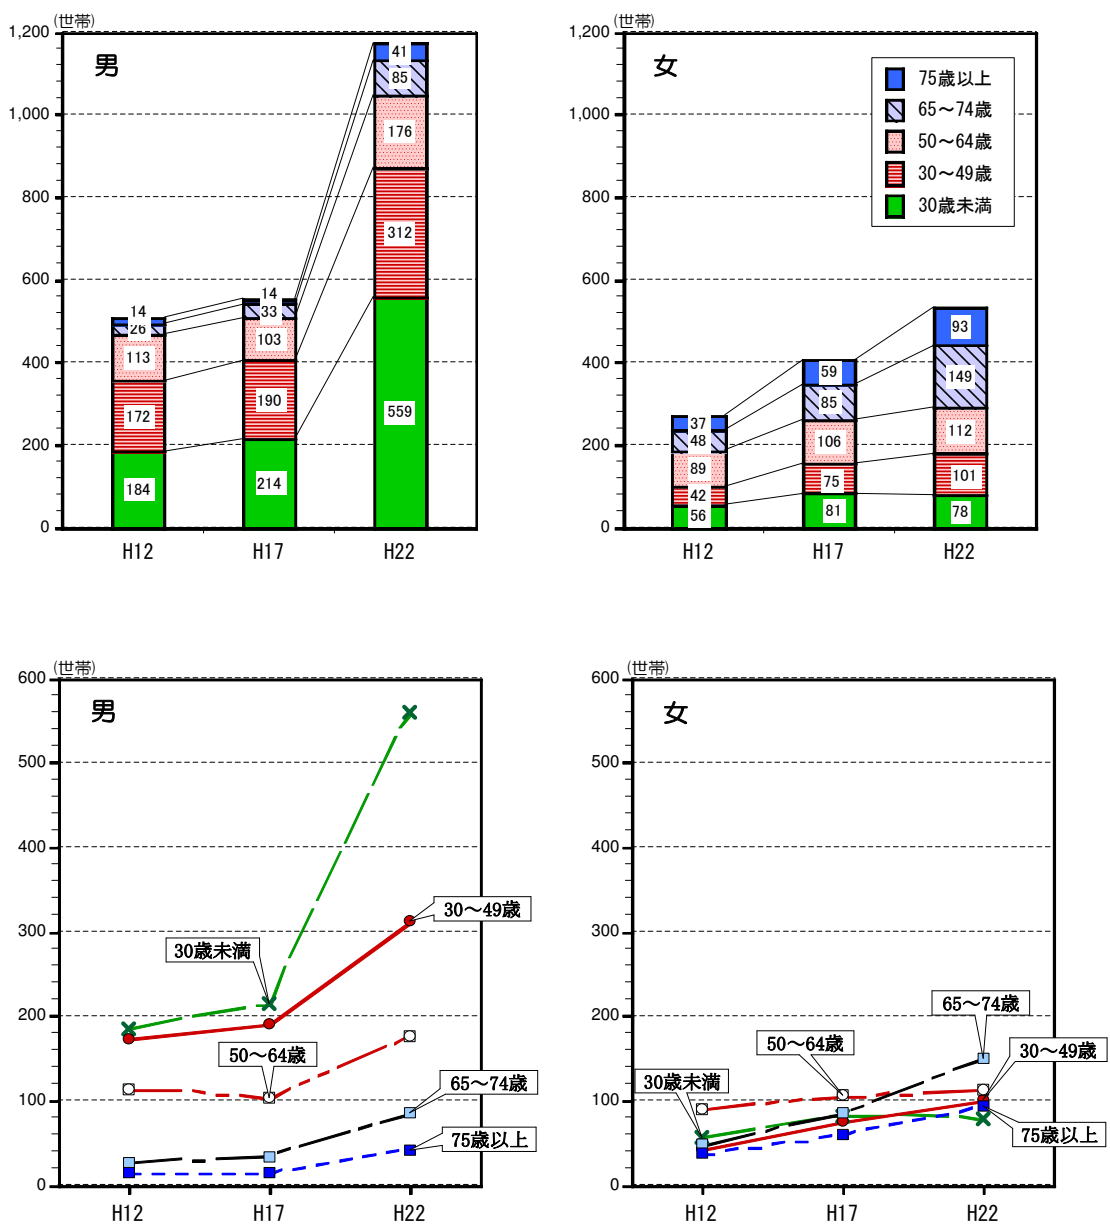 (世帯)
男
1,200
1,000
800
600
400
200
0
41
85
176
312
559
14
33
103
190
214
14
26
113
172
184
H12
H17
H22
(世帯)
女
1,200
1,000
800
600
400
200
0
75歳以上
65～74歳
50～64歳
30～49歳
30歳未満
37
48
89
42
56
59
85
106
75
81
93
149
112
101
78
H12
H17
H22
(世帯)
男
600
500
400
300
200
100
0
30～49歳
30歳未満
50～64歳
65～74歳
75歳以上
H12
H17
H22
(世帯)
女
600
500
400
300
200
100
0
65～74歳
50～64歳
30～49歳
30歳未満
75歳以上
H12
H17
H22